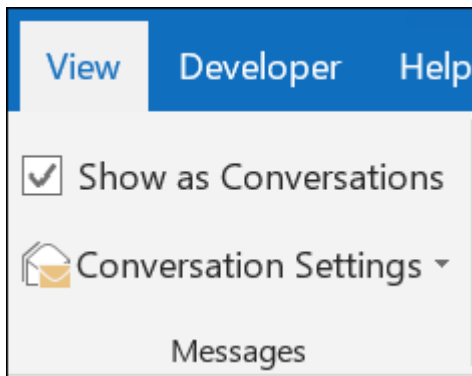 View Developer Help
Show as Conversations
Conversation Settings
Messages